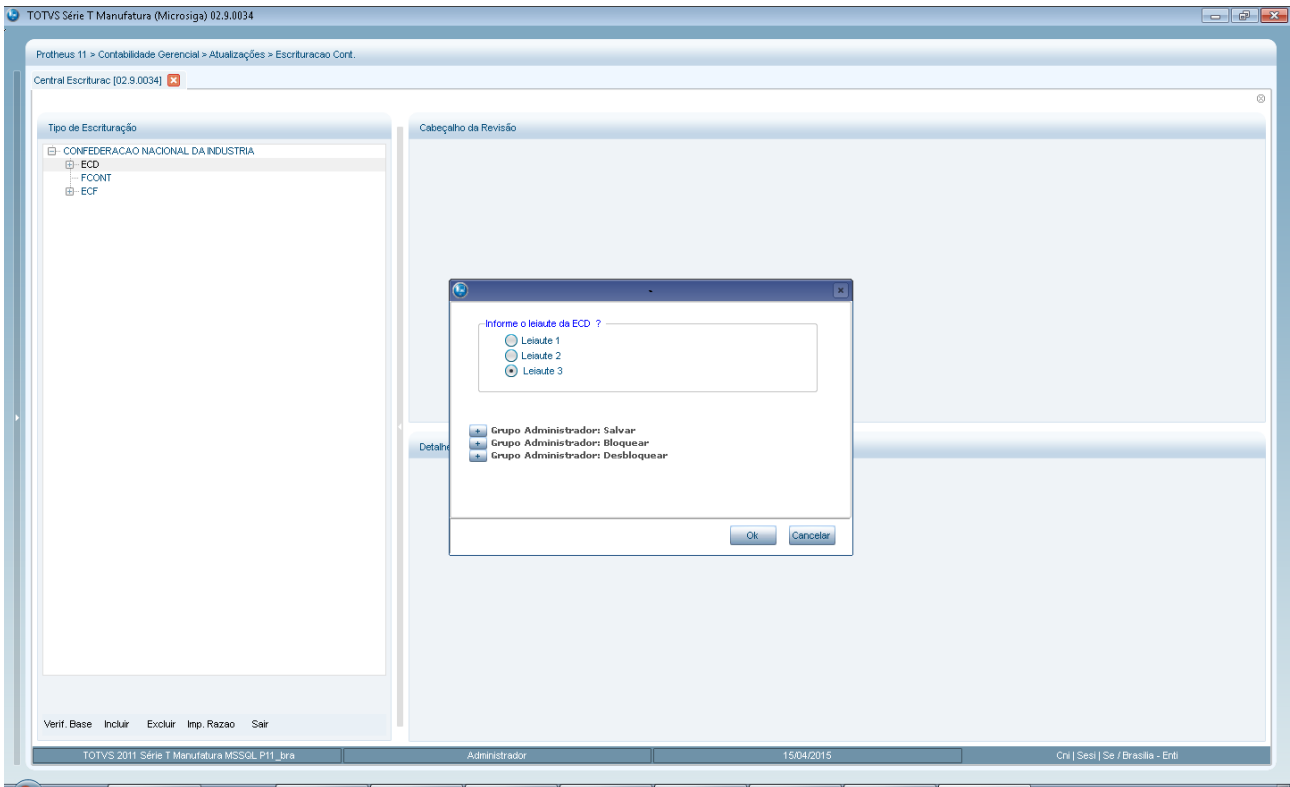 TOTVS Série T Manufatura (Microsiga) 02.9.0034
Protheus 11 > Contabilidade Gerencial > Atualizações > Escrituracao Cont.
Central Escriturac [02.9.0034]
Tipo de Escrituração
Cabeçalho da Revisão
CONFEDERACAO NACIONAL DA INDUSTRIA
ECD
FCONT
ECF
Informe o leiaute da ECD ?
Leiaute 1
Leiaute 2
Leiaute 3
Grupo Administrador: Salvar
Grupo Administrador: Bloquear
Grupo Administrador: Desbloquear
Detalhe
Ok Cancelar
Verif. Base Incluir Excluir Imp. Razao Sair
TOTVS 2011 Série T Manufatura MSSQL P11_bra Administrador 15/04/2015 Cni | Sesi | Se / Brasilia - Enti